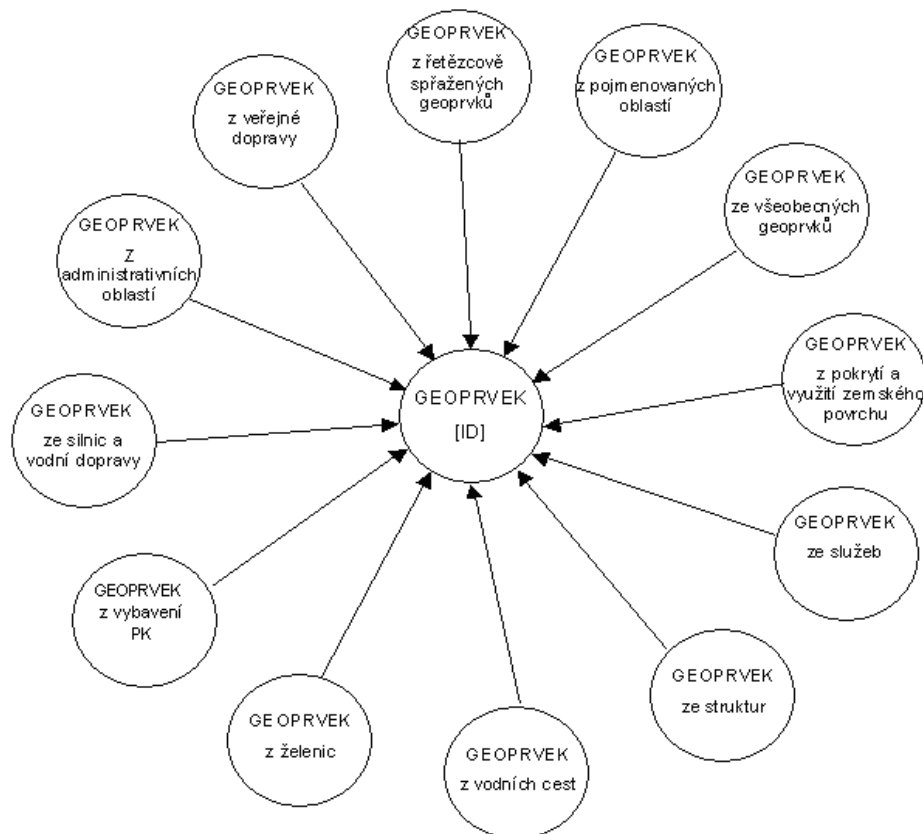 GEOPRVEK
z řetězcově
spřažených
geoprvků
GEOPRVEK
z pojmenovaných
oblastí
GEOPRVEK
z veřejné
dopravy
GEOPRVEK
ze všeobecných
geoprvků
GEOPRVEK
z
administrativních
oblastí
GEOPRVEK
z pokrytí a
využití zemského
povrchu
GEOPRVEK
[ID]
GEOPRVEK
ze silnic a
vodní dopravy
GEOPRVEK
ze služeb
GEOPRVEK
z vybavení
PK
GEOPRVEK
ze struktur
GEOPRVEK
z želenic
GEOPRVEK
z vodních cest